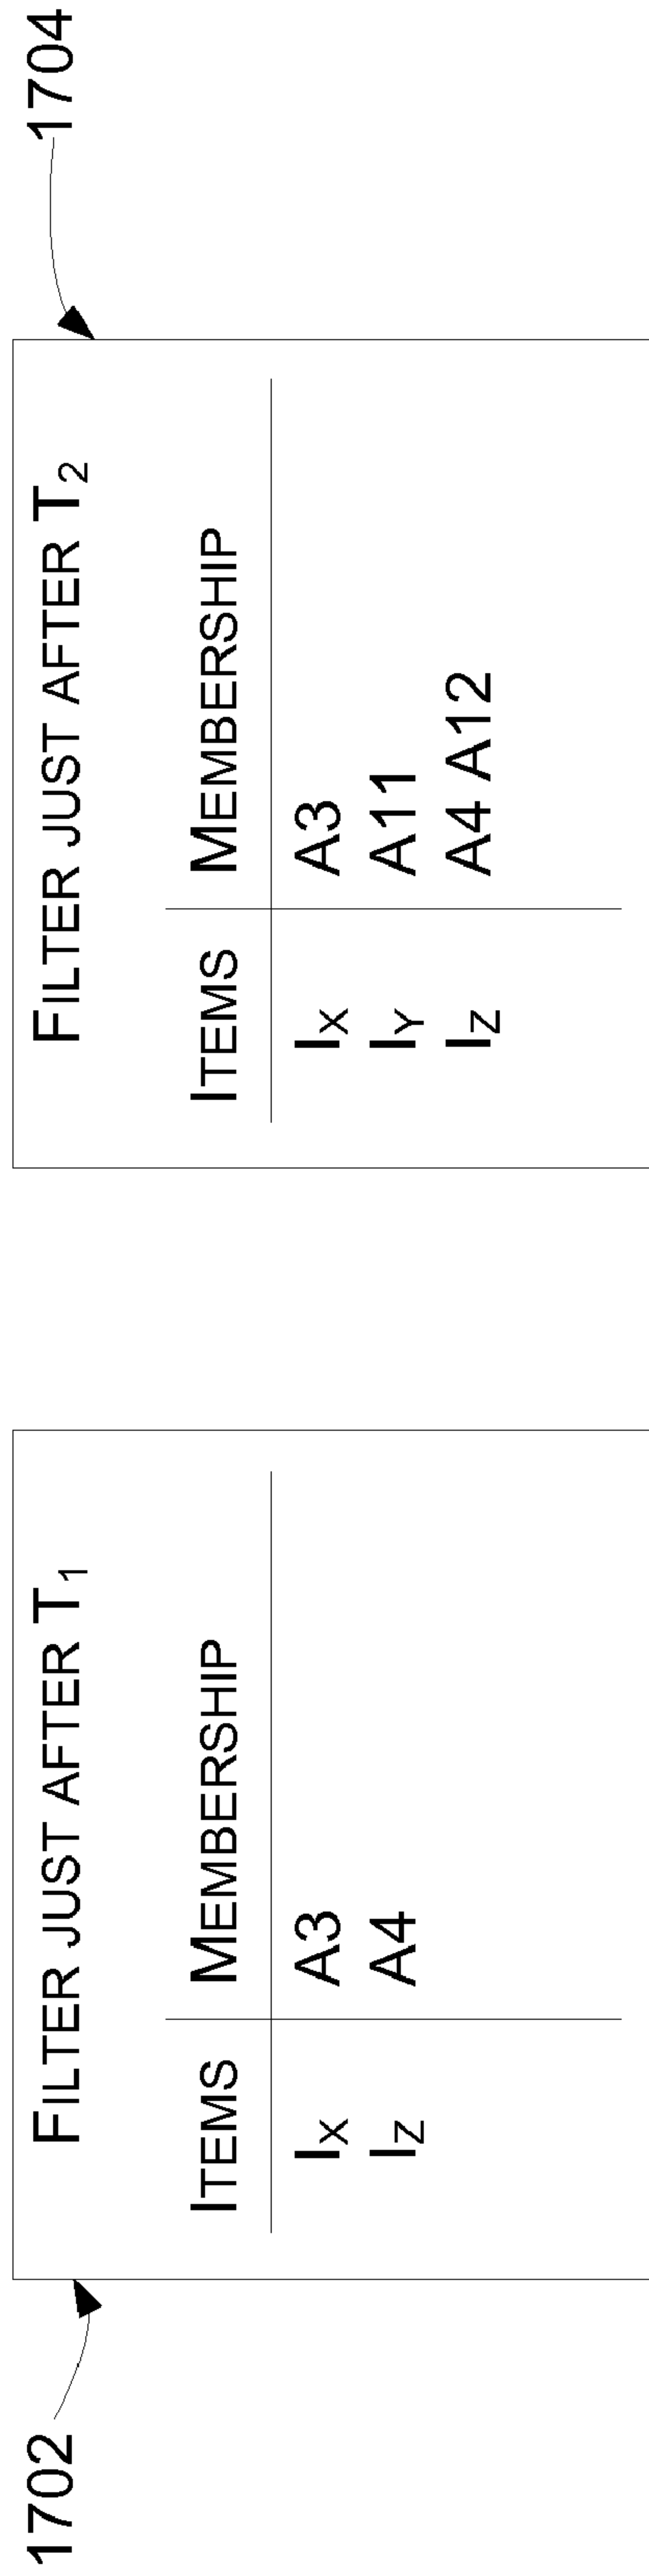 1702
FILTER JUST AFTER T1
ITEMS MEMBERSHIP
IX A3
IZ A4
1704
FILTER JUST AFTER T2
ITEMS MEMBERSHIP
IX A3
IY A11
IZ A4 A12